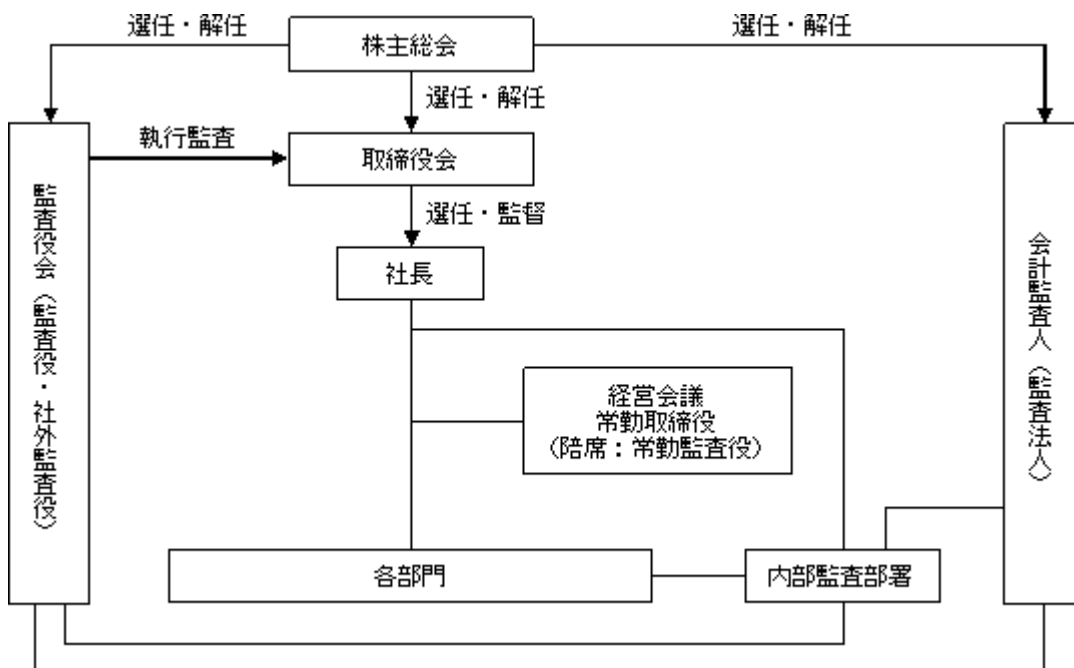 選任・解任
株主総会
選任・解任
選任・解任
執行監査
取締役会
選任・監督
社長
監査役会（監査役・社外監査役）
会計監査人（監査法人）
経営会議
常勤取締役
（陪席：常勤監査役）
各部門
内部監査部署